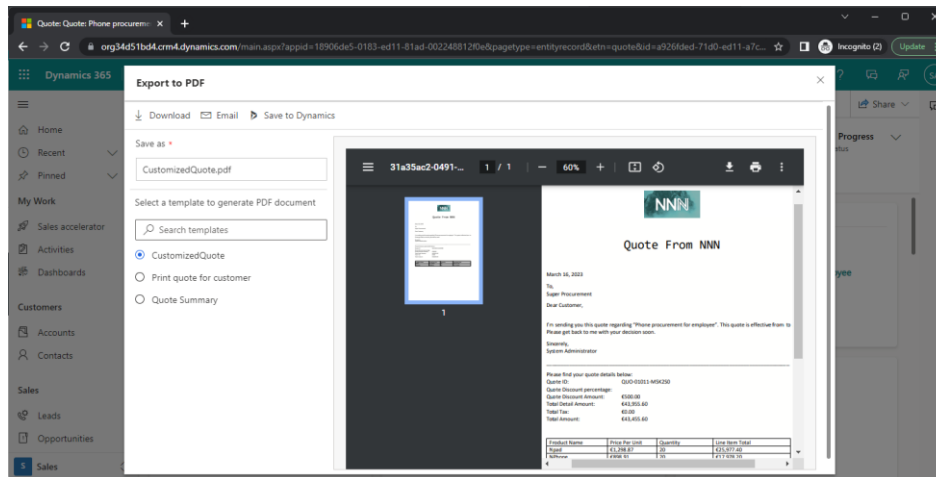 Quote: Quote: Phone procureme
org34d51bd4.crm4.dynamics.com/main.aspx?appid=18906de5-0183-ed11-81ad-002248812f0e&pagetype=entityrecord&etn=quote&id=a926fded-71d0-ed11-a7c...
Incognito (2)
Update
Dynamics 365
Export to PDF
Share
Download
Email
Save to Dynamics
Home
Recent
Pinned
My Work
Sales accelerator
Activities
Dashboards
Customers
Accounts
Contacts
Sales
Leads
Opportunities
S
Sales
Save as *
CustomizedQuote.pdf
Select a template to generate PDF document
Search templates
CustomizedQuote
Print quote for customer
Quote Summary
31a35ac2-0491-...
1 / 1
60%
1
NNN
Quote From NNN
March 16, 2023
To,
Super Procurement
Dear Customer,
I'm sending you this quote regarding "Phone procurement for employee". This quote is effective from to
Please get back to me with your decision soon.
Sincerely,
System Administrator
Please find your quote details below:
Quote ID: QUO-01011-M5K2S0
Quote Discount percentage:
Quote Discount Amount: €500.00
Total Detail Amount: €43,955.60
Total Tax: €0.00
Total Amount: €43,455.60
Product Name Price Per Unit Quantity Line Item Total
Npad €1,298.87 20 €25,977.40
Progress
yee